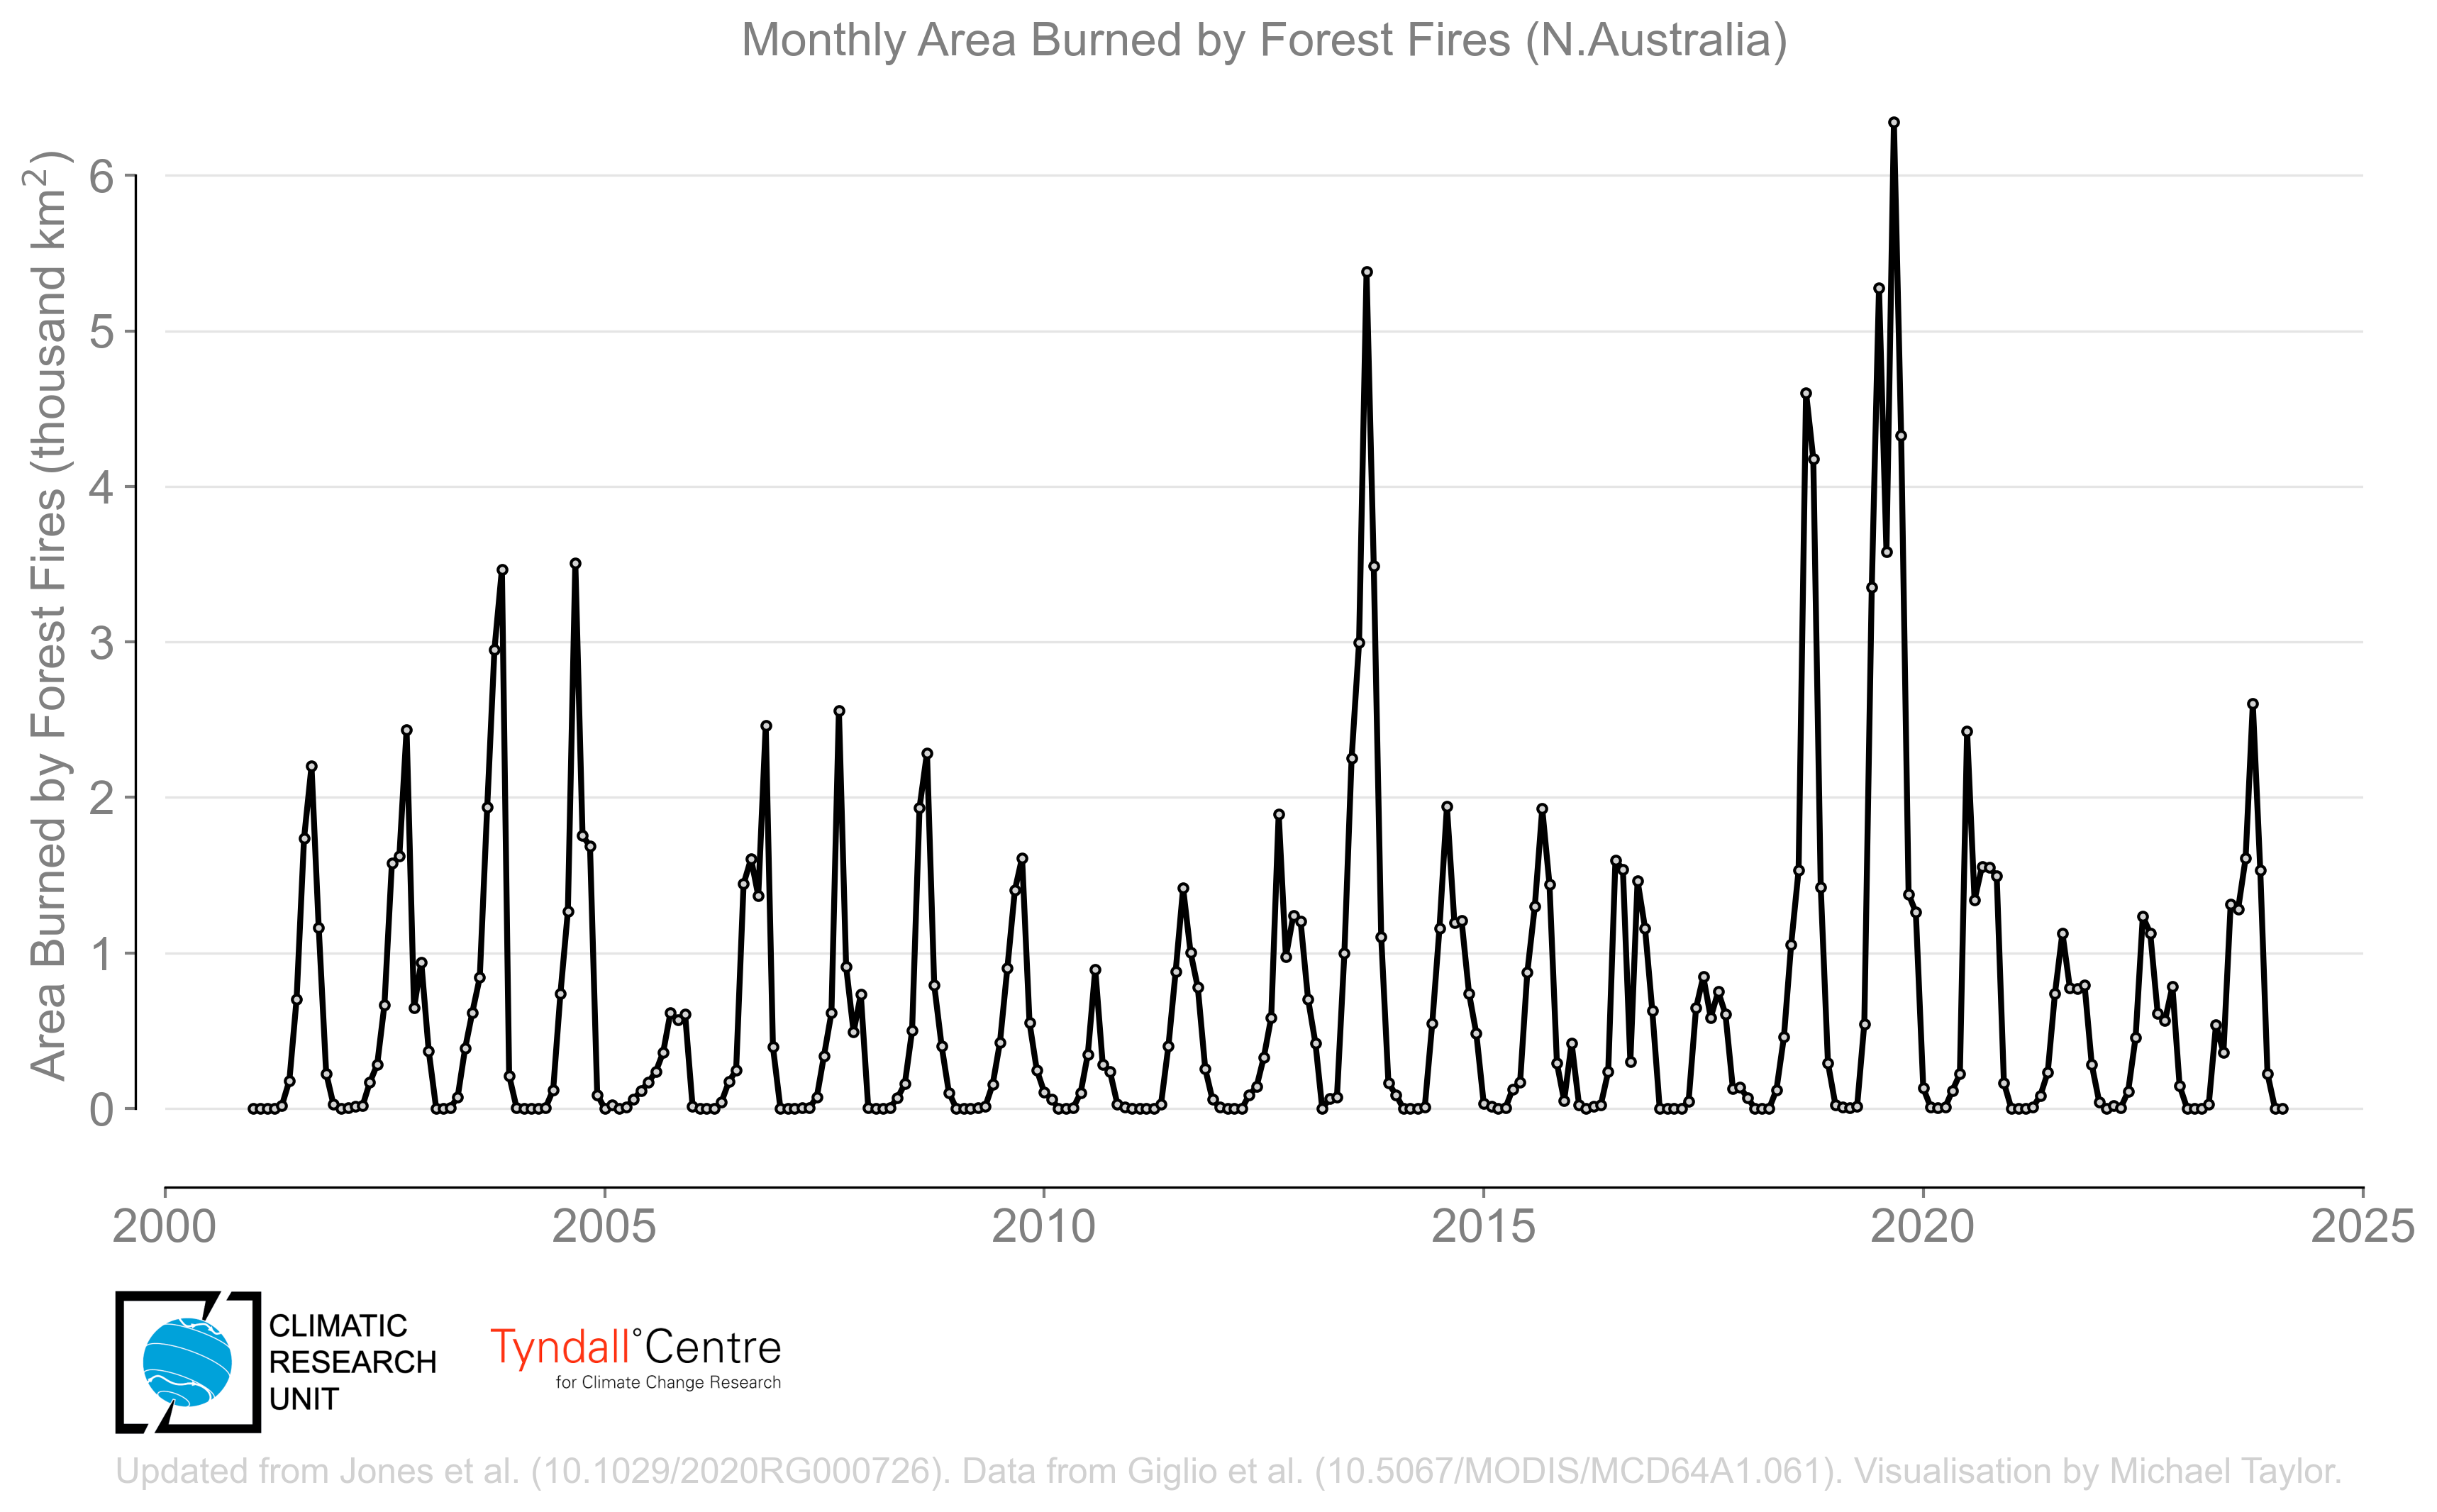 Monthly Area Burned by Forest Fires (N.Australia)
Area Burned by Forest Fires (thousand km²)
6
5
4
3
2
1
0
2000 2005 2010 2015 2020 2025
CLIMATIC
RESEARCH
UNIT
Tyndall°Centre
for Climate Change Research
Updated from Jones et al. (10.1029/2020RG000726). Data from Giglio et al. (10.5067/MODIS/MCD64A1.061). Visualisation by Michael Taylor.